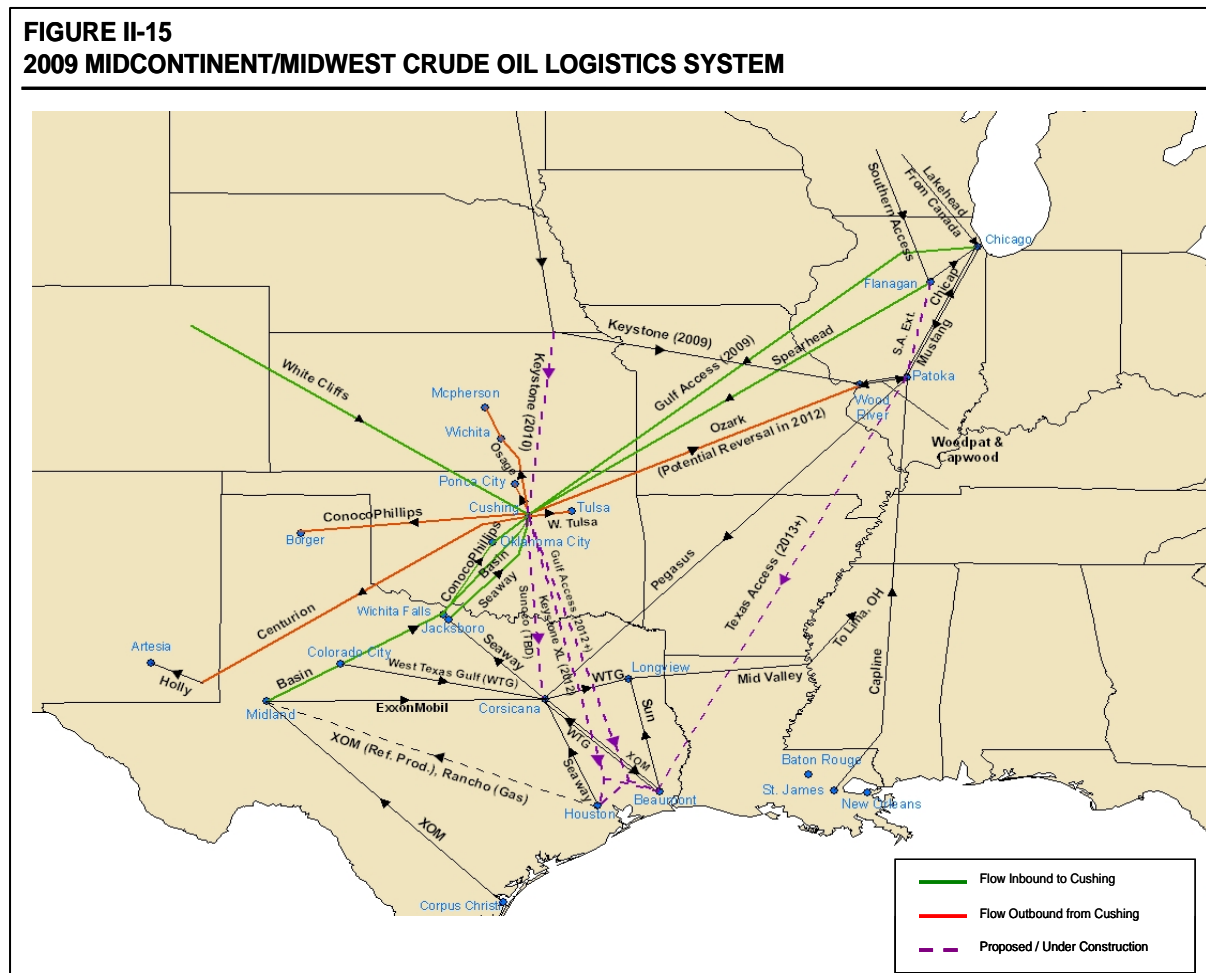 FIGURE II-15
2009 MIDCONTINENT/MIDWEST CRUDE OIL LOGISTICS SYSTEM
Lakehead
From Canada
Southern Access
Chicago
Flanagan
Chicap
S.A. Ext.
Mustang
Keystone (2009)
Gulf Access (2009)
Spearhead
White Cliffs
Keystone (2010)
Patoka
Wood
River
Mcpherson
Wichita
Osage
Ozark
(Potential Reversal in 2012)
Woodpat &
Capwood
Ponca City
Cushing
Tulsa
W. Tulsa
ConocoPhillips
Borger
Oklahoma City
ConocoPhillips
Basin
Seaway
Gulf Access (2012+)
Keystone XL (2012)
Sunoco (TBD)
Pegasus
Texas Access (2013+)
Centurion
Wichita Falls
Jacksboro
To Lima, OH
Artesia
Holly
Colorado City
Seaway
West Texas Gulf (WTG)
Longview
WTG
Mid Valley
Capline
Basin
Midland
ExxonMobil
Corsicana
Sun
XOM (Ref. Prod.), Rancho (Gas)
WTG
XOM
Seaway
Baton Rouge
St. James
New Orleans
Houston
Beaumont
XOM
Corpus Christi
Flow Inbound to Cushing
Flow Outbound from Cushing
Proposed / Under Construction